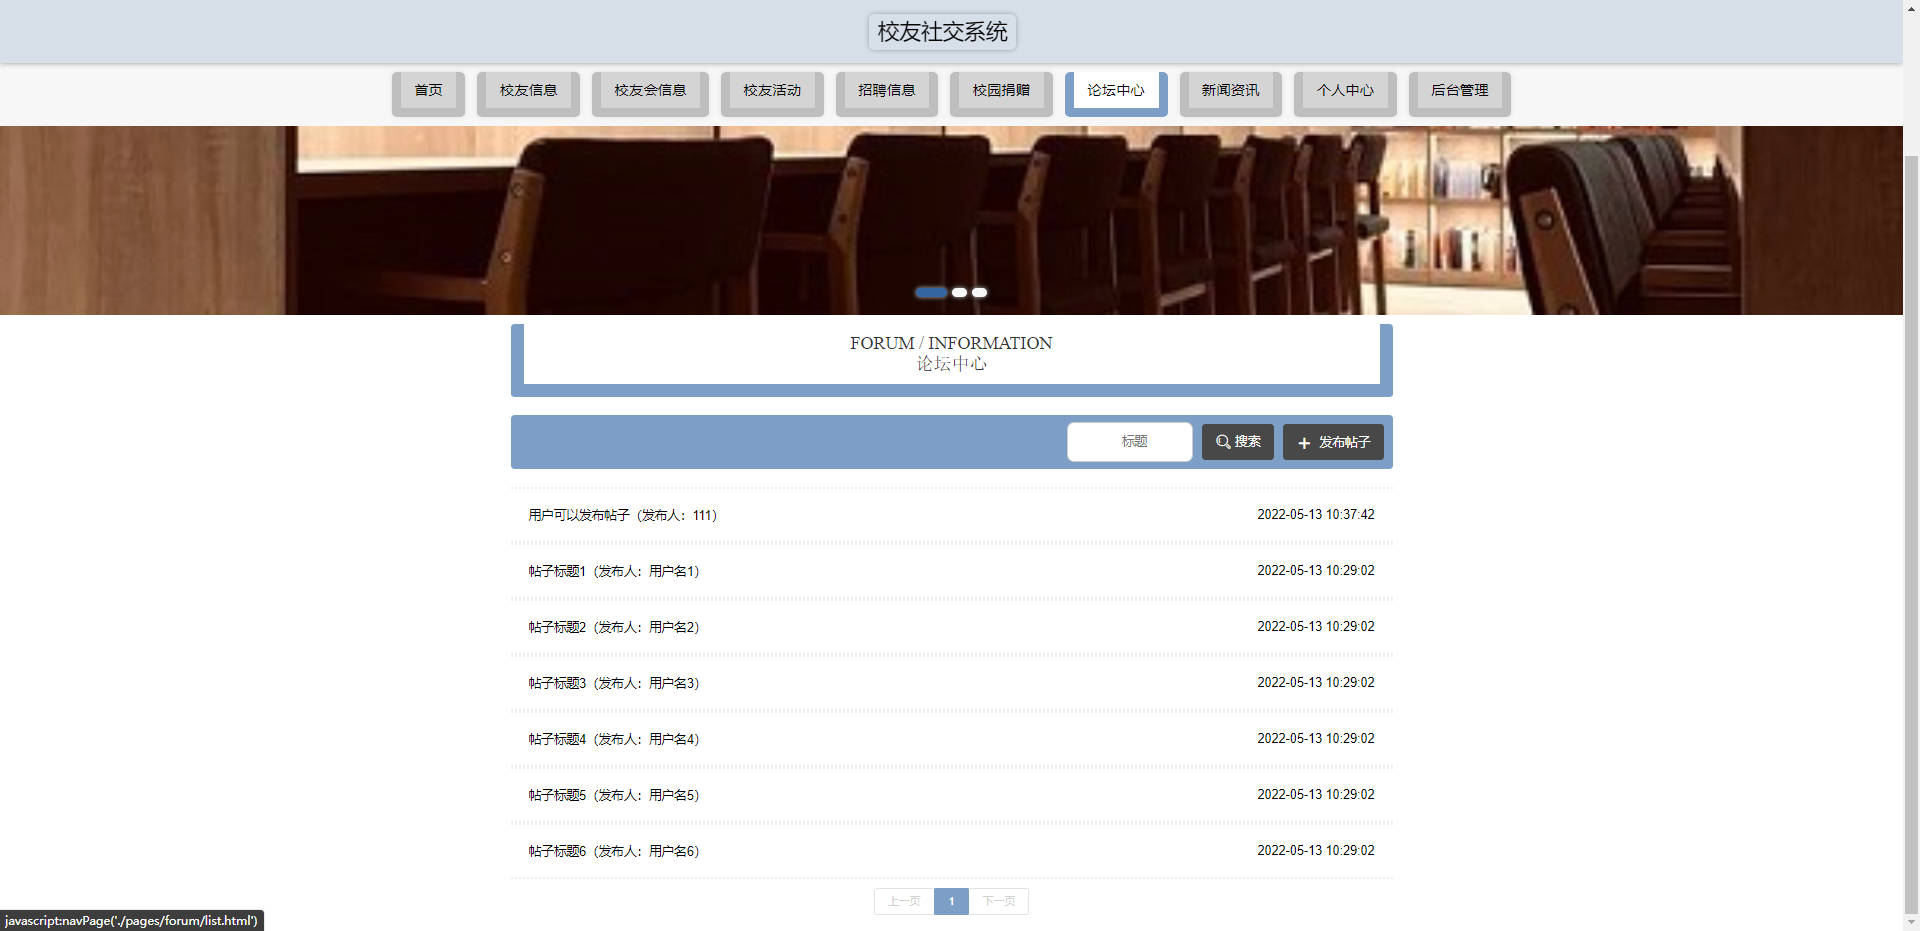 校友社交系统
首页 校友信息 校友会信息 校友活动 招聘信息 校园捐赠 论坛中心 新闻资讯 个人中心 后台管理
FORUM / INFORMATION
论坛中心
标题 搜索 发布帖子
用户可以发布帖子（发布人：111） 2022-05-13 10:37:42
帖子标题1（发布人：用户名1） 2022-05-13 10:29:02
帖子标题2（发布人：用户名2） 2022-05-13 10:29:02
帖子标题3（发布人：用户名3） 2022-05-13 10:29:02
帖子标题4（发布人：用户名4） 2022-05-13 10:29:02
帖子标题5（发布人：用户名5） 2022-05-13 10:29:02
帖子标题6（发布人：用户名6） 2022-05-13 10:29:02
上一页 1 下一页
javascript:navPage('./pages/forum/list.html')